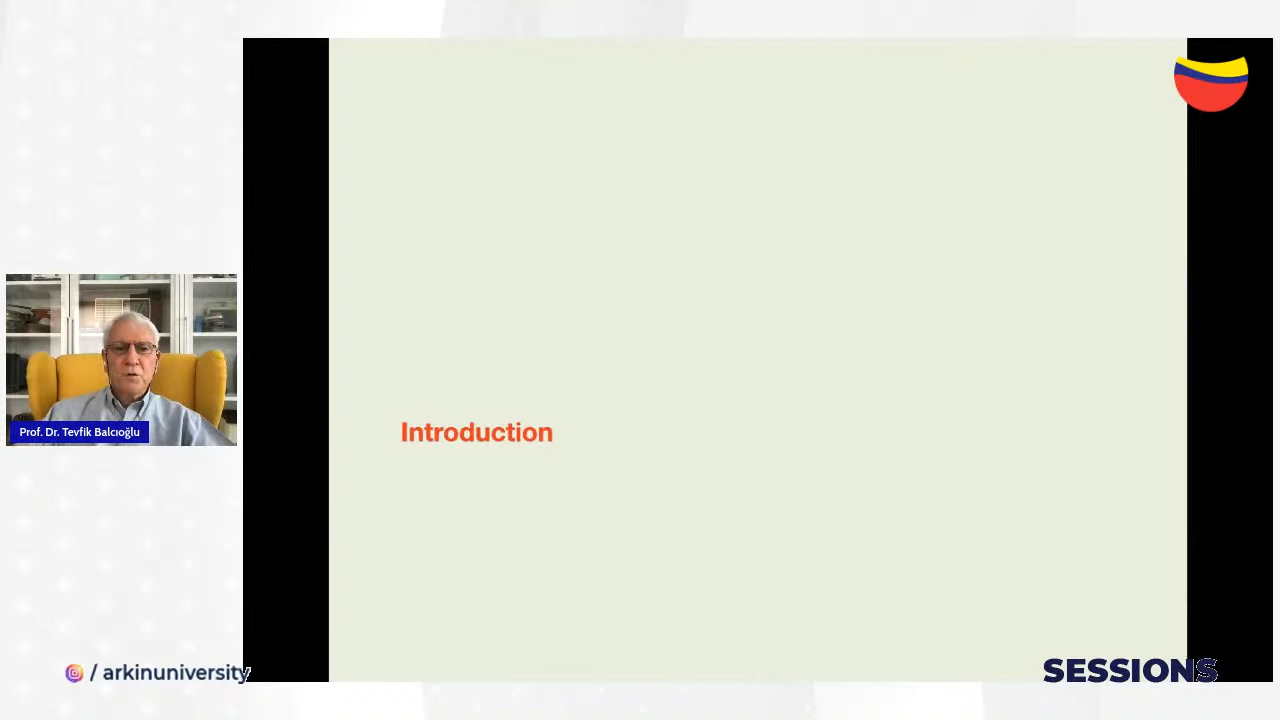 Introduction
Prof. Dr. Tevfik Balcıoğlu
/ arkinuniversity
SESSIONS